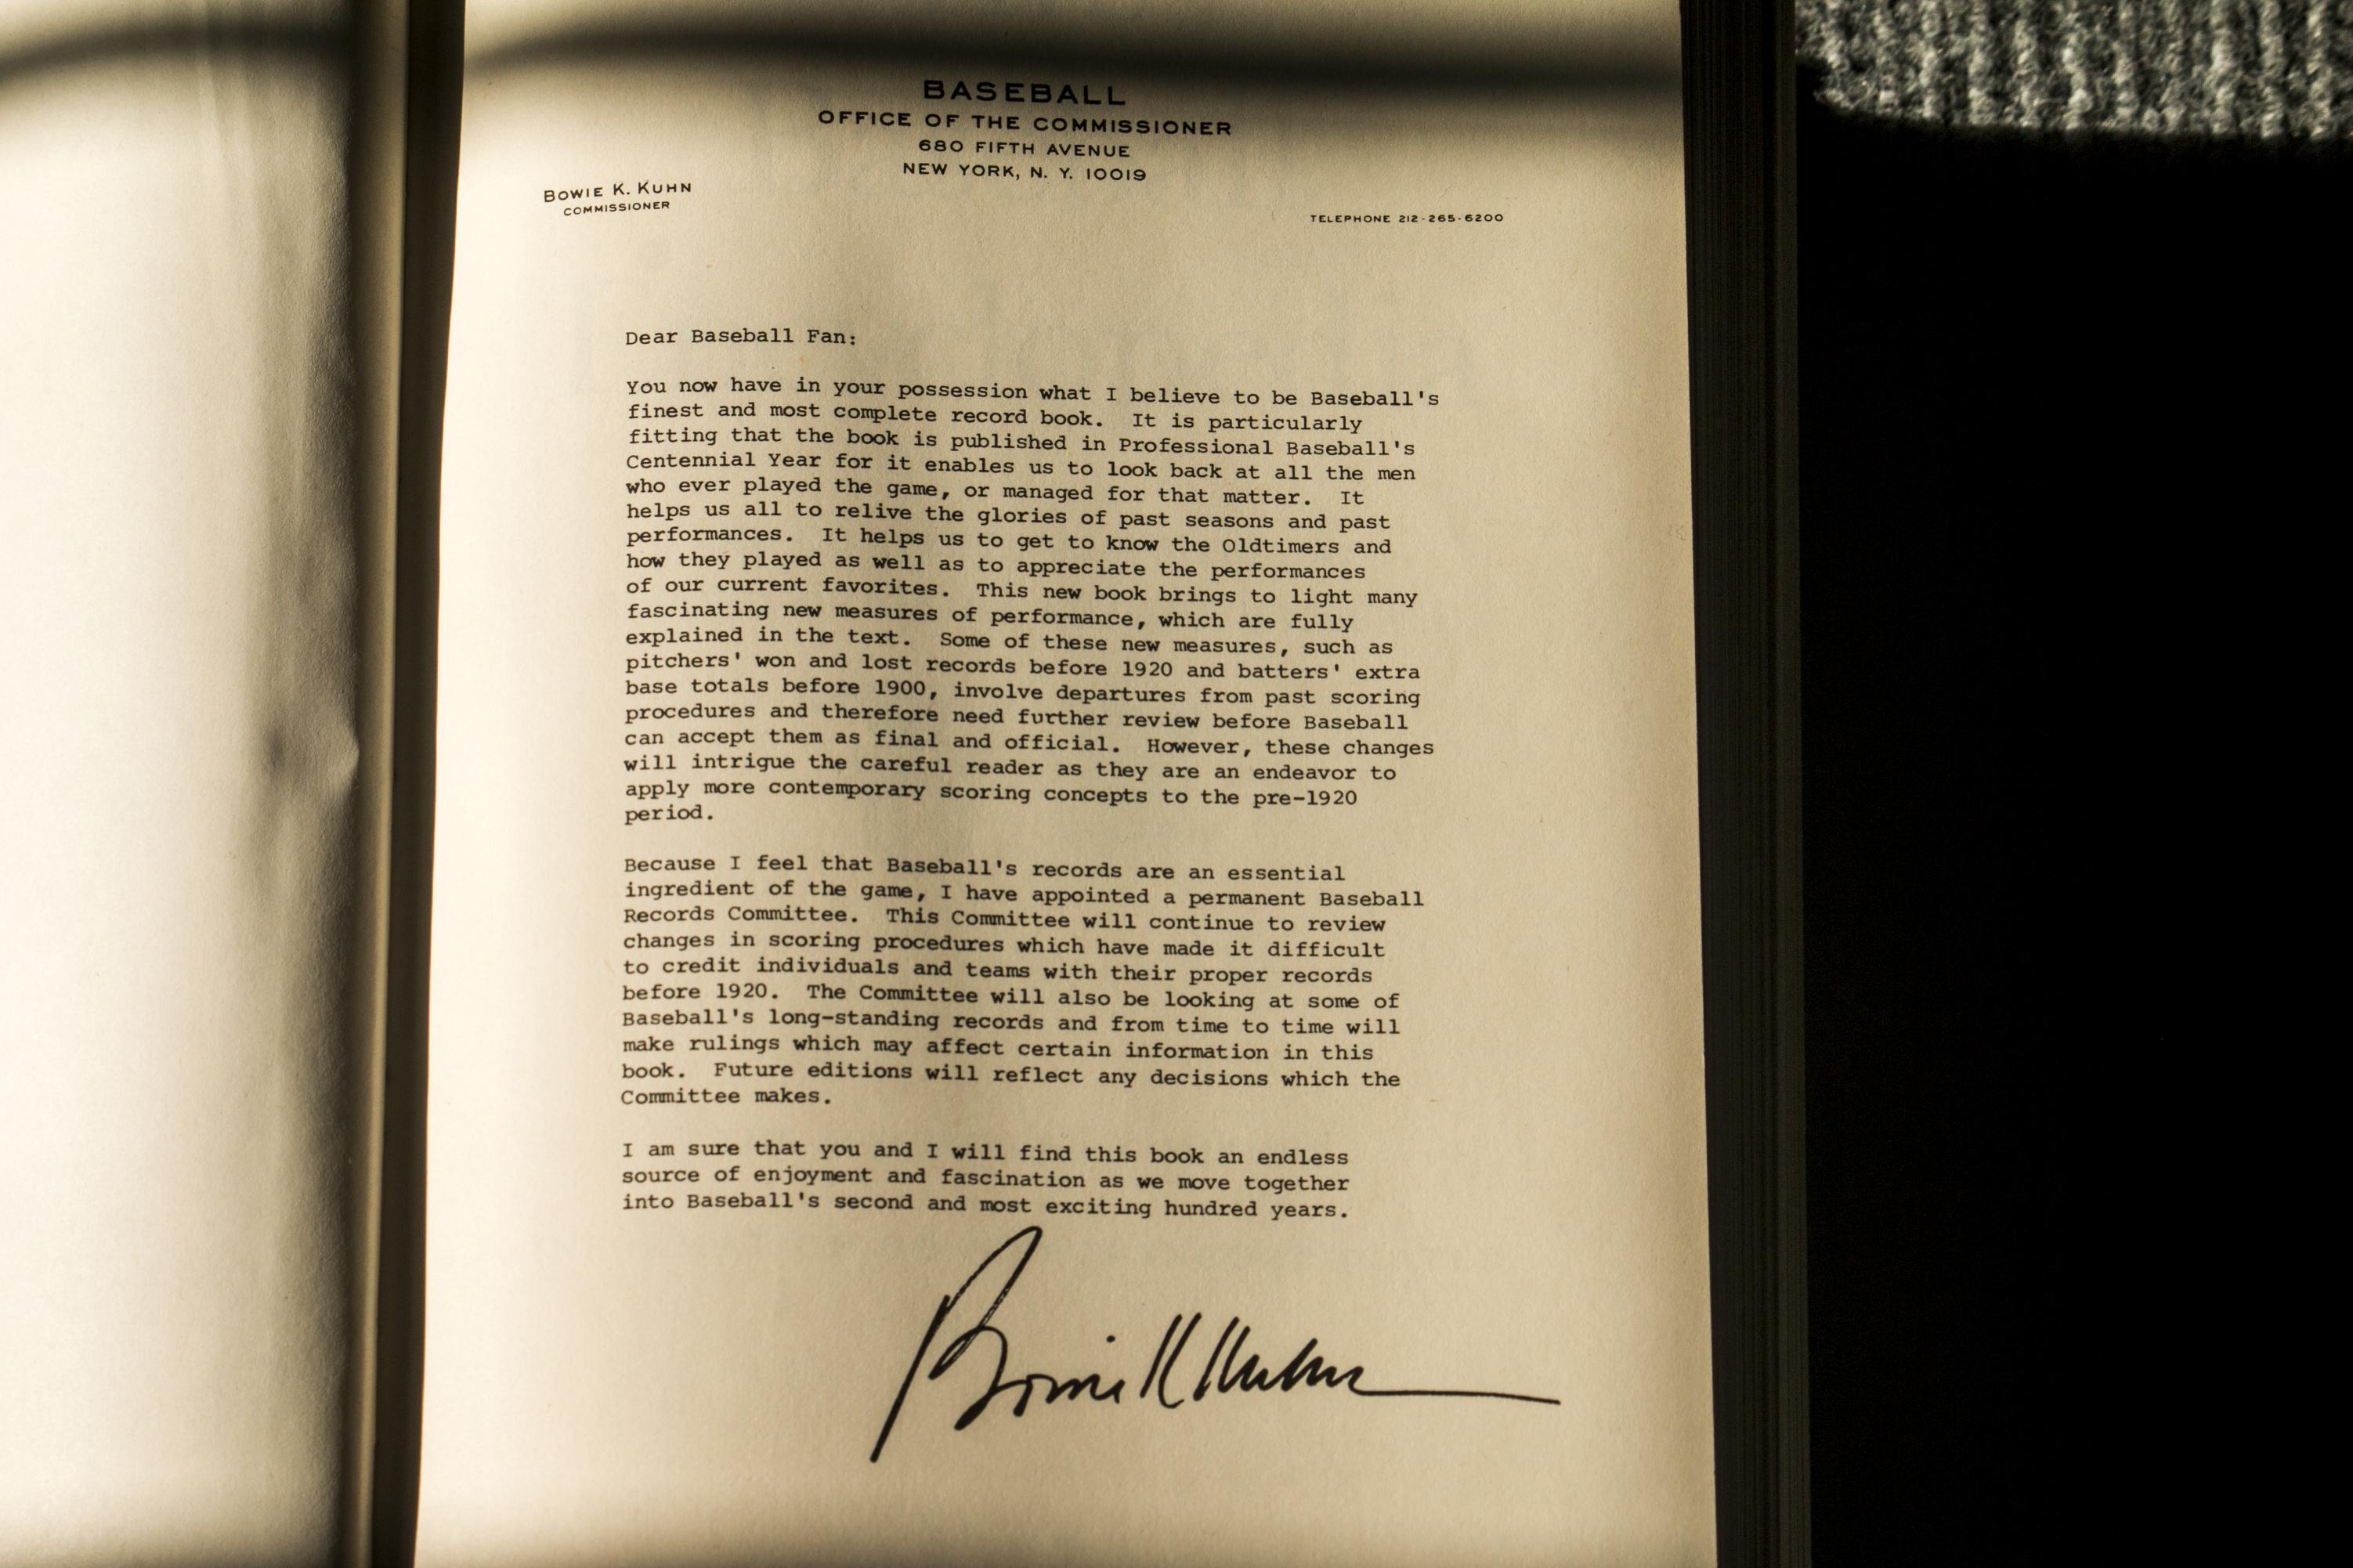 BASEBALL
OFFICE OF THE COMMISSIONER
680 FIFTH AVENUE
NEW YORK, N. Y. 10019
BOWIE K. KUHN
COMMISSIONER
TELEPHONE 212-265-6200
Dear Baseball Fan:
You now have in your possession what I believe to be Baseball's
finest and most complete record book.  It is particularly
fitting that the book is published in Professional Baseball's
Centennial Year for it enables us to look back at all the men
who ever played the game, or managed for that matter.  It
helps us all to relive the glories of past seasons and past
performances.  It helps us to get to know the Oldtimers and
how they played as well as to appreciate the performances
of our current favorites.  This new book brings to light many
fascinating new measures of performance, which are fully
explained in the text.  Some of these new measures, such as
pitchers' won and lost records before 1920 and batters' extra
base totals before 1900, involve departures from past scoring
procedures and therefore need further review before Baseball
can accept them as final and official.  However, these changes
will intrigue the careful reader as they are an endeavor to
apply more contemporary scoring concepts to the pre-1920
period.
Because I feel that Baseball's records are an essential
ingredient of the game, I have appointed a permanent Baseball
Records Committee.  This Committee will continue to review
changes in scoring procedures which have made it difficult
to credit individuals and teams with their proper records
before 1920.  The Committee will also be looking at some of
Baseball's long-standing records and from time to time will
make rulings which may affect certain information in this
book.  Future editions will reflect any decisions which the
Committee makes.
I am sure that you and I will find this book an endless
source of enjoyment and fascination as we move together
into Baseball's second and most exciting hundred years.
Bowie K Kuhn